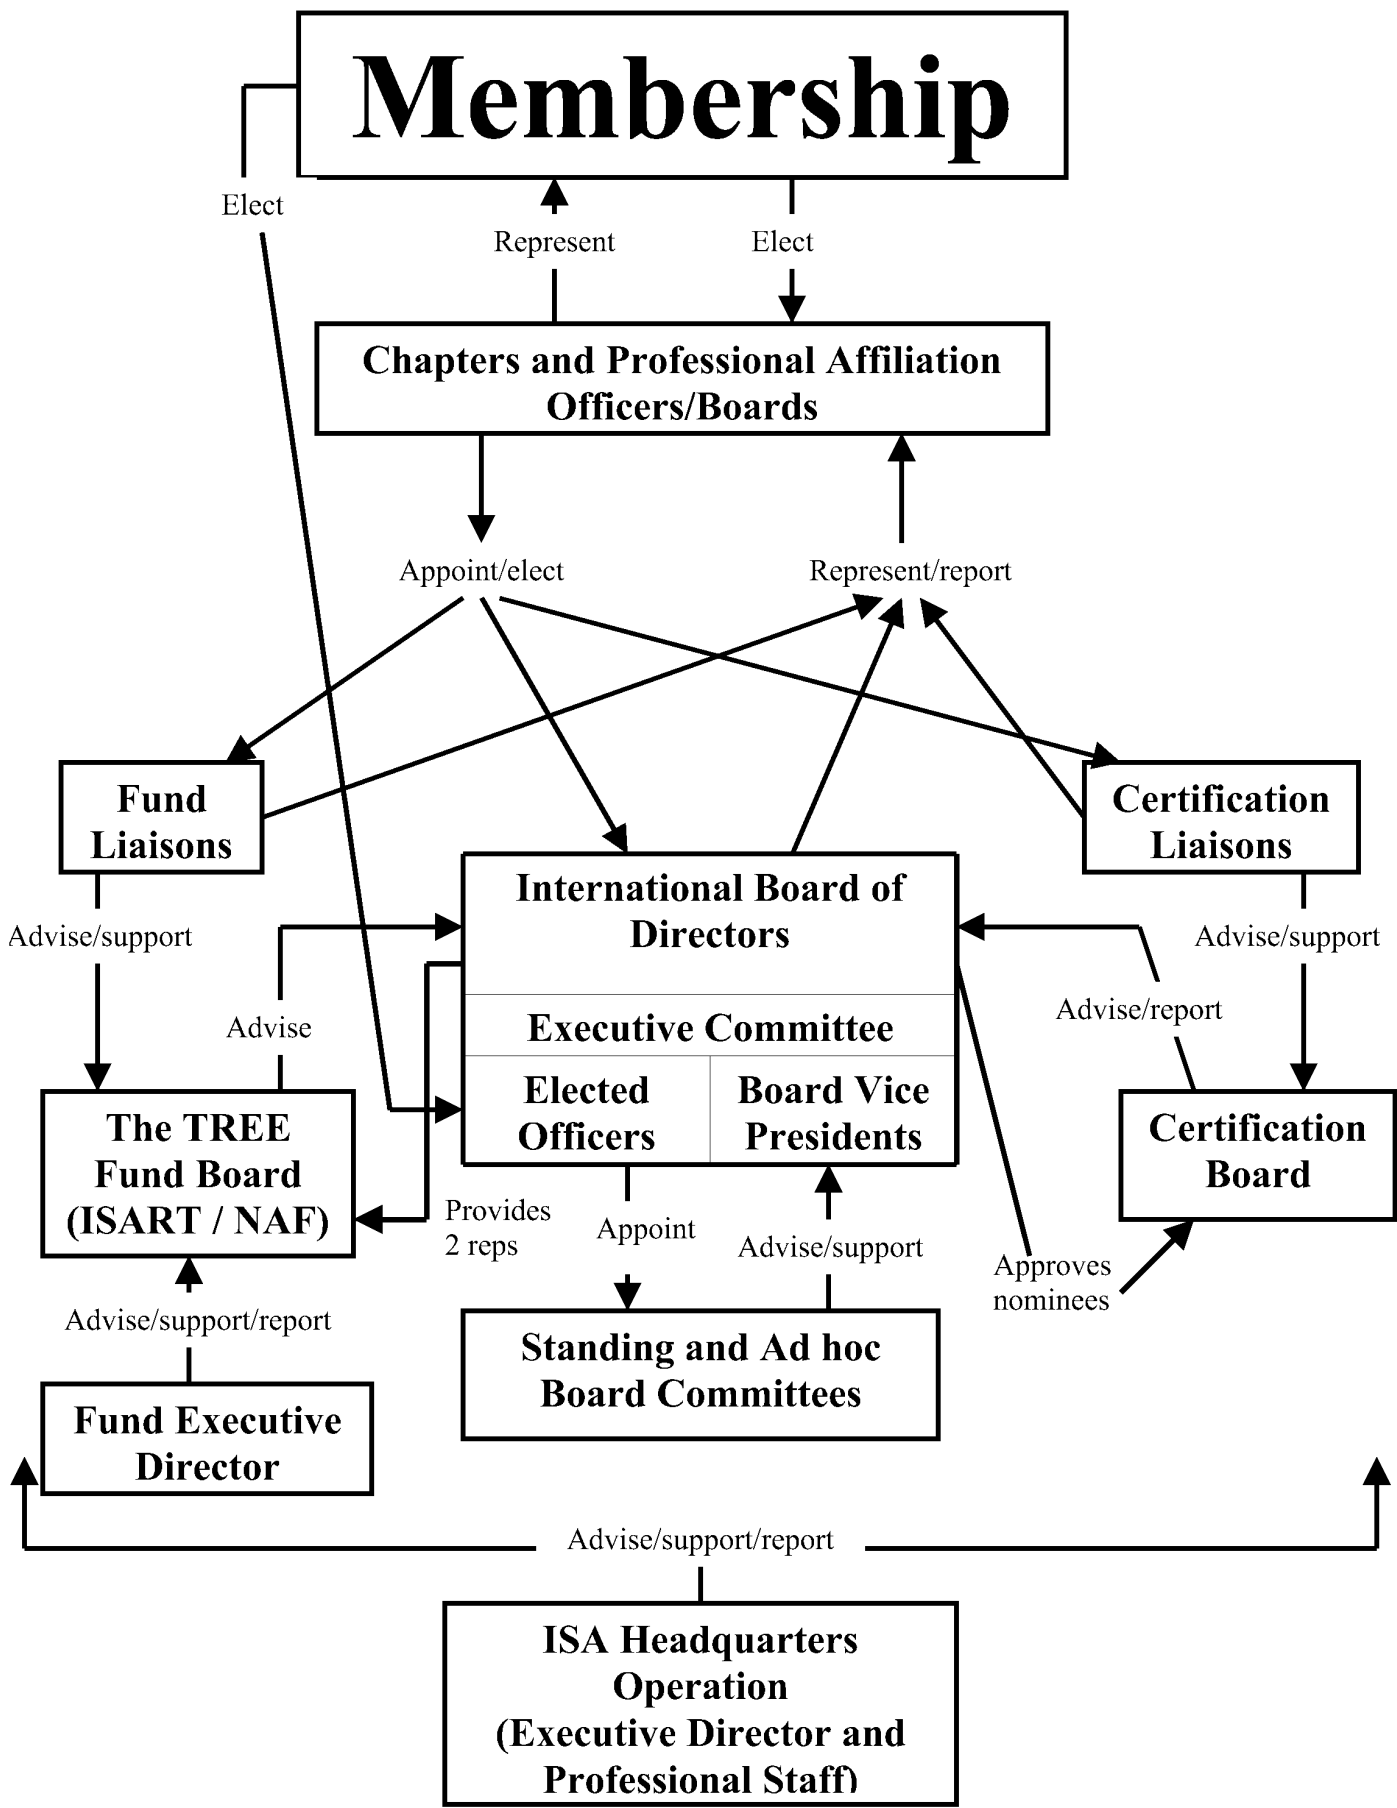 Membership
Elect
Represent
Elect
Chapters and Professional Affiliation
Officers/Boards
Appoint/elect
Represent/report
Fund
Liaisons
Certification
Liaisons
International Board of
Directors
Advise/support
Advise/support
Advise/report
Advise
Executive Committee
Elected
Officers
Board Vice
Presidents
The TREE
Fund Board
(ISART / NAF)
Certification
Board
Provides
2 reps
Appoint
Advise/support
Approves
nominees
Advise/support/report
Standing and Ad hoc
Board Committees
Fund Executive
Director
Advise/support/report
ISA Headquarters
Operation
(Executive Director and
Professional Staff)